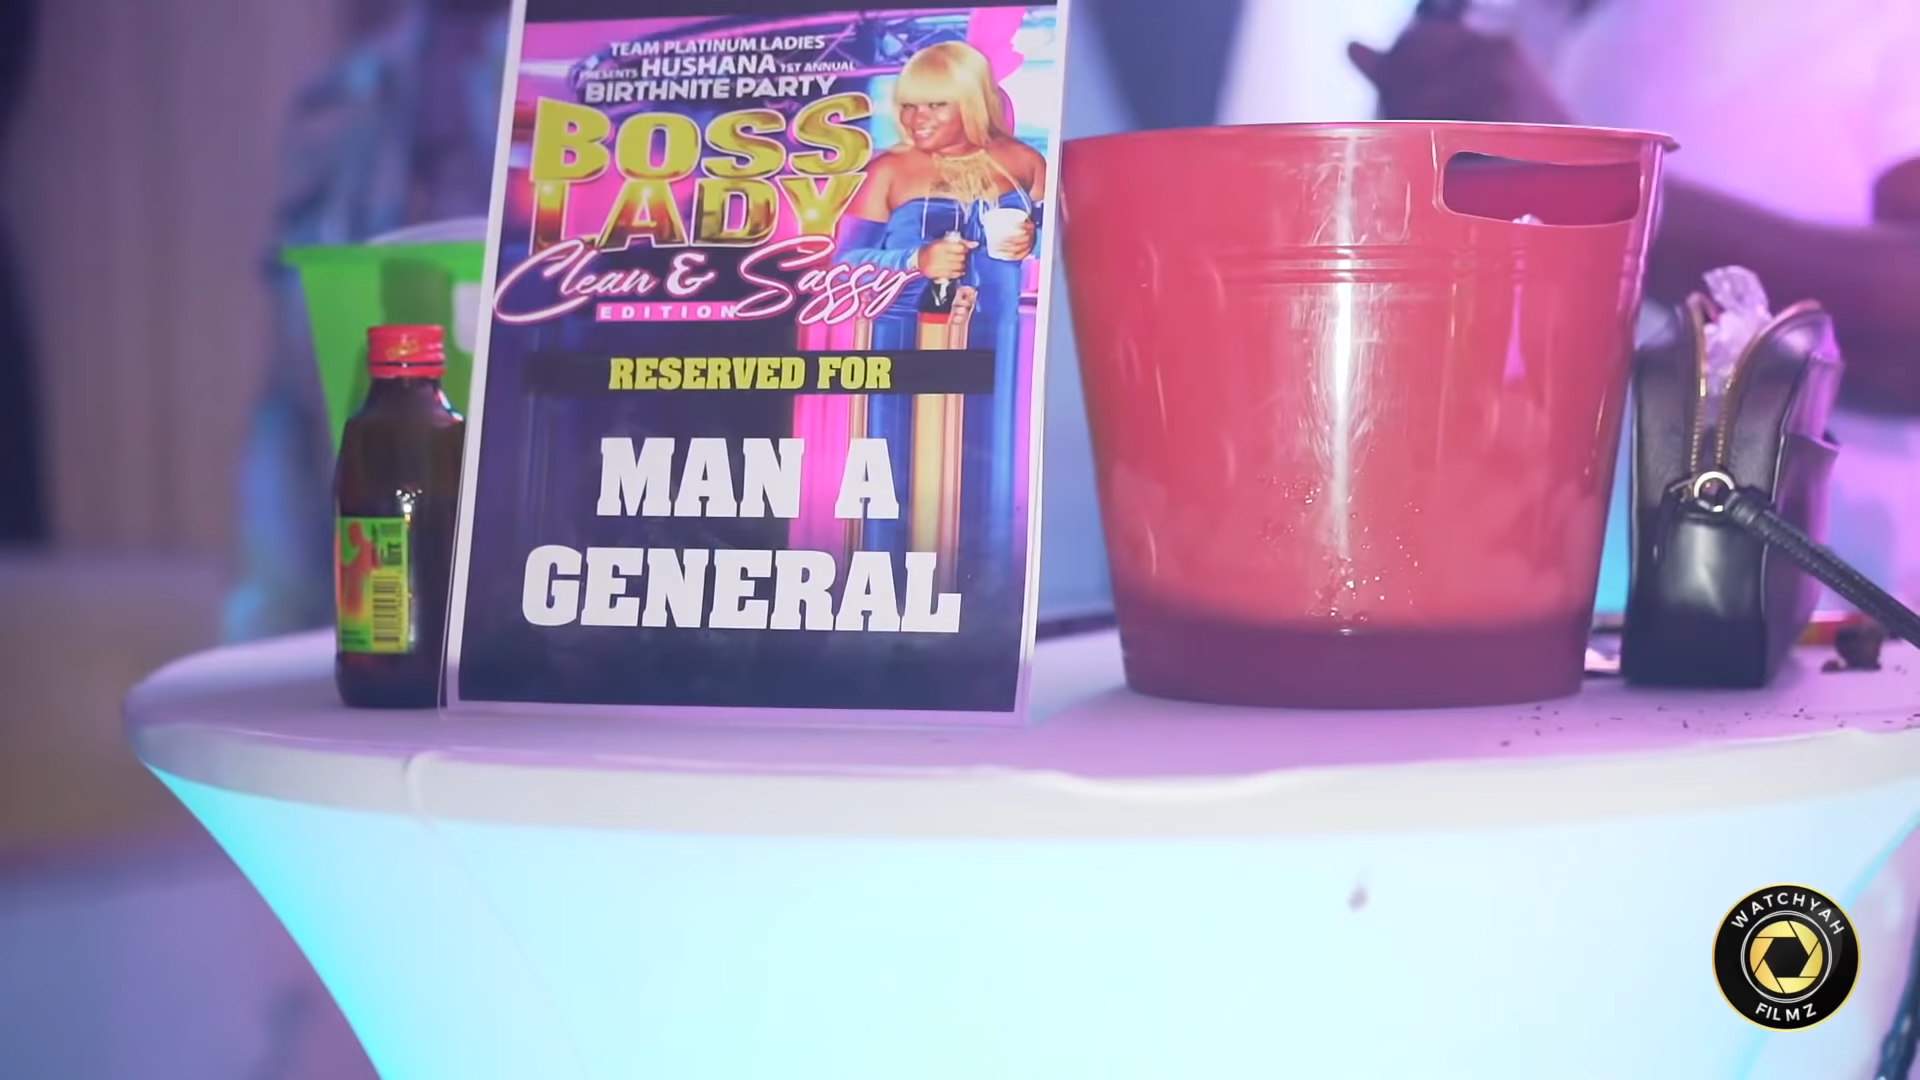 TEAM PLATINUM LADIES
PRESENTS HUSHANA 1ST ANNUAL
BIRTHNITE PARTY
BOSS
LADY
Clean & Sassy
EDITION
RESERVED FOR
MAN A
GENERAL
WATCHYAH
FILMZ